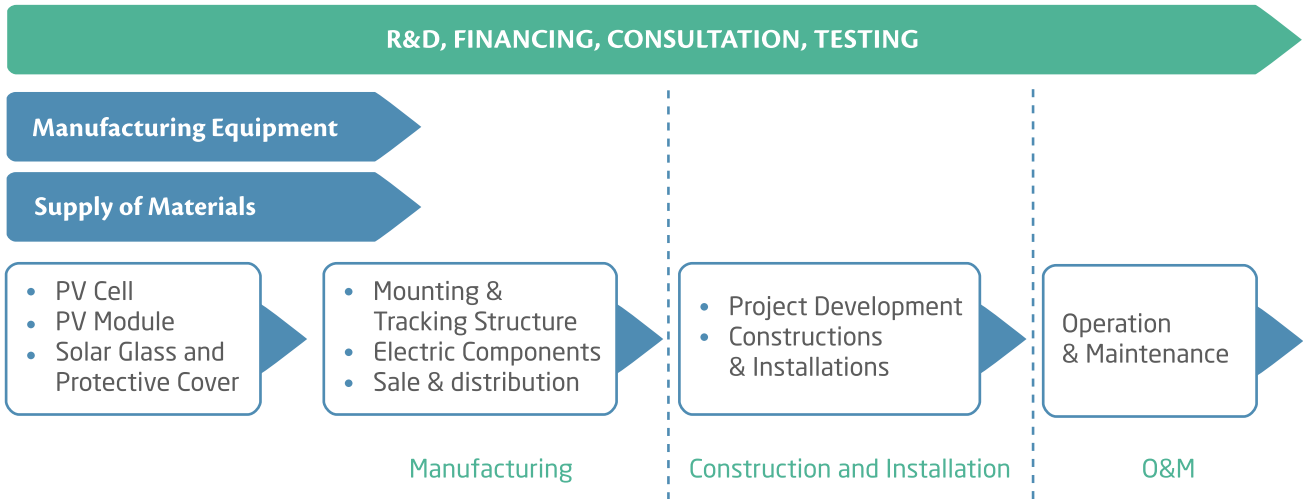 R&D, FINANCING, CONSULTATION, TESTING
Manufacturing Equipment
Supply of Materials
• PV Cell
• PV Module
• Solar Glass and
Protective Cover
• Mounting &
Tracking Structure
• Electric Components
• Sale & distribution
• Project Development
• Constructions
& Installations
Operation
& Maintenance
Manufacturing
Construction and Installation
O&M